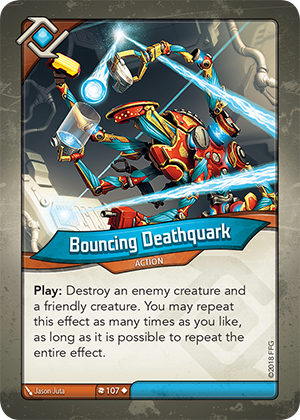 Bouncing Deathquark
ACTION
Play: Destroy an enemy creature and
a friendly creature. You may repeat
this effect as many times as you like,
as long as it is possible to repeat the
entire effect.
©2018 FFG
Jason Juta
107